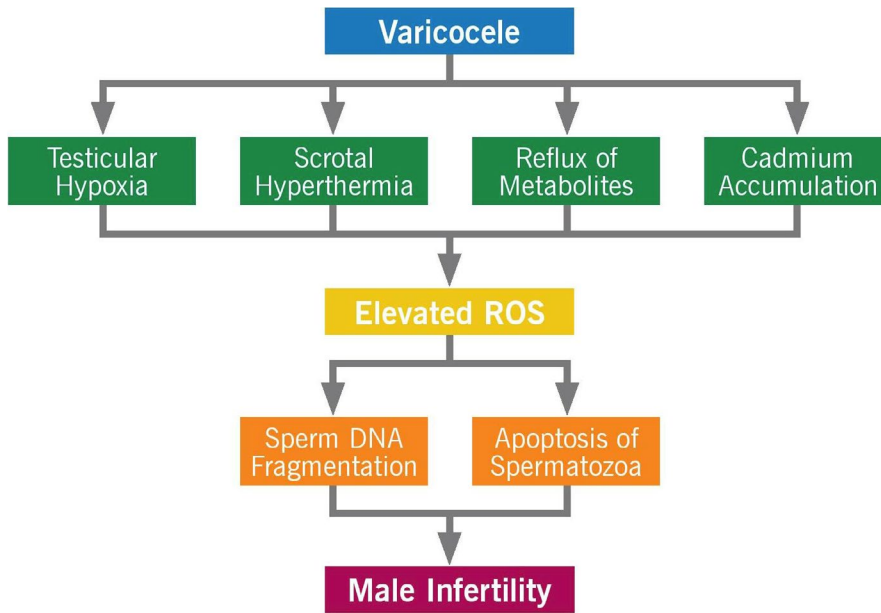 Varicocele
Testicular
Hypoxia
Scrotal
Hyperthermia
Reflux of
Metabolites
Cadmium
Accumulation
Elevated ROS
Sperm DNA
Fragmentation
Apoptosis of
Spermatozoa
Male Infertility